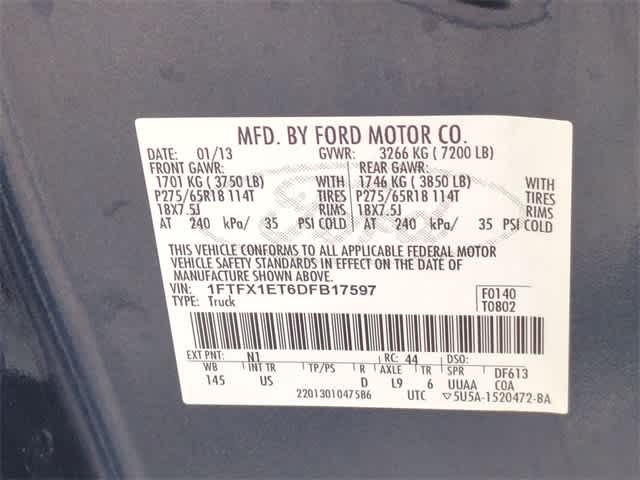 MFD. BY FORD MOTOR CO.
DATE: 01/13 GVWR: 3266 KG ( 7200 LB)
FRONT GAWR: REAR GAWR:
1701 KG ( 3750 LB) WITH 1746 KG ( 3850 LB) WITH
P275/65R18 114T TIRES P275/65R18 114T TIRES
18X7.5J RIMS 18X7.5J RIMS
AT 240 kPa/ 35 PSI COLD AT 240 kPa/ 35 PSI COLD
THIS VEHICLE CONFORMS TO ALL APPLICABLE FEDERAL MOTOR
VEHICLE SAFETY STANDARDS IN EFFECT ON THE DATE OF
MANUFACTURE SHOWN ABOVE.
VIN: 1FTFX1ET6DFB17597 F0140
TYPE: Truck T0802
EXT PNT: N1 RC: 44 DSO:
WB INT TR TP/PS R AXLE TR SPR DF613
145 US D L9 6 UUAA COA
2201301047586 UTC ▽5U5A-1520472-BA